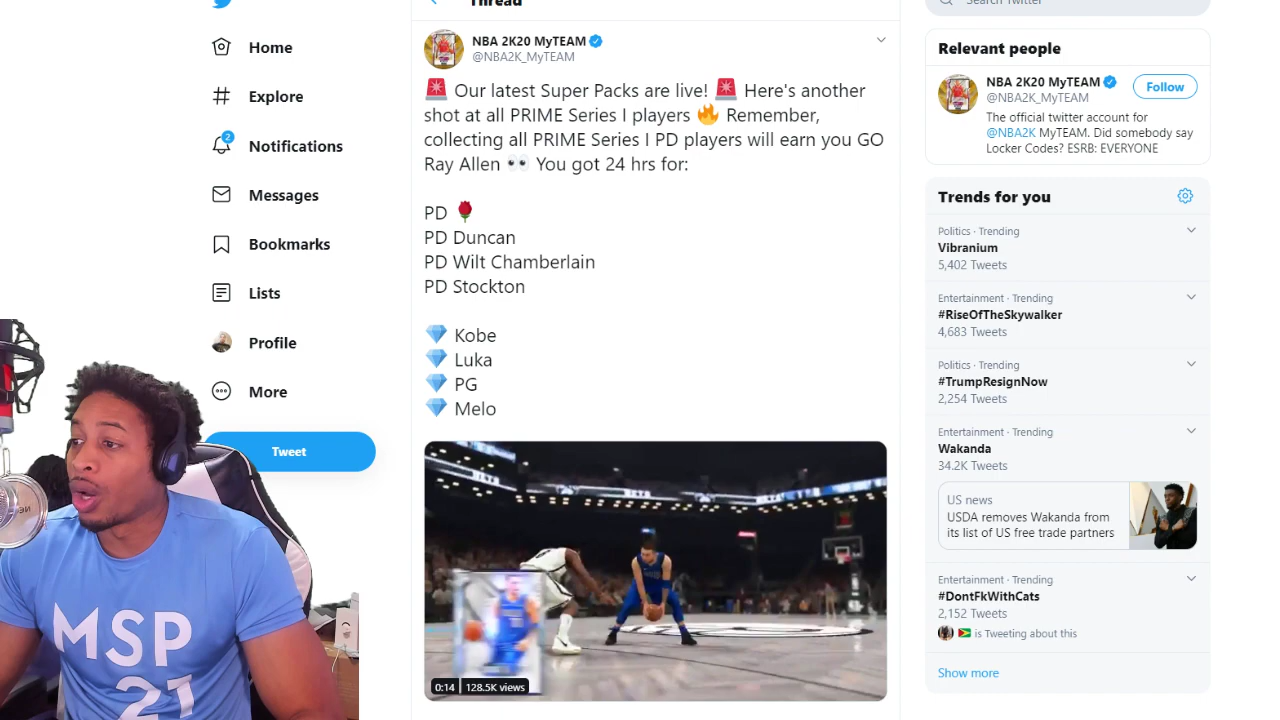 Thread
Search Twitter
Home
Explore
2
Notifications
Messages
Bookmarks
Lists
Profile
More
Tweet
NBA 2K20 MyTEAM
@NBA2K_MyTEAM
🚨 Our latest Super Packs are live! 🚨 Here's another
shot at all PRIME Series I players 🔥 Remember,
collecting all PRIME Series I PD players will earn you GO
Ray Allen 👀 You got 24 hrs for:
PD 🌹
PD Duncan
PD Wilt Chamberlain
PD Stockton
💎 Kobe
💎 Luka
💎 PG
💎 Melo
0:14 | 128.5K views
Relevant people
NBA 2K20 MyTEAM
@NBA2K_MyTEAM
Follow
The official twitter account for
@NBA2K MyTEAM. Did somebody say
Locker Codes? ESRB: EVERYONE
Trends for you
Politics · Trending
Vibranium
5,402 Tweets
Entertainment · Trending
#RiseOfTheSkywalker
4,683 Tweets
Politics · Trending
#TrumpResignNow
2,254 Tweets
Entertainment · Trending
Wakanda
34.2K Tweets
US news
USDA removes Wakanda from
its list of US free trade partners
Entertainment · Trending
#DontFkWithCats
2,152 Tweets
is Tweeting about this
Show more
MSP
21